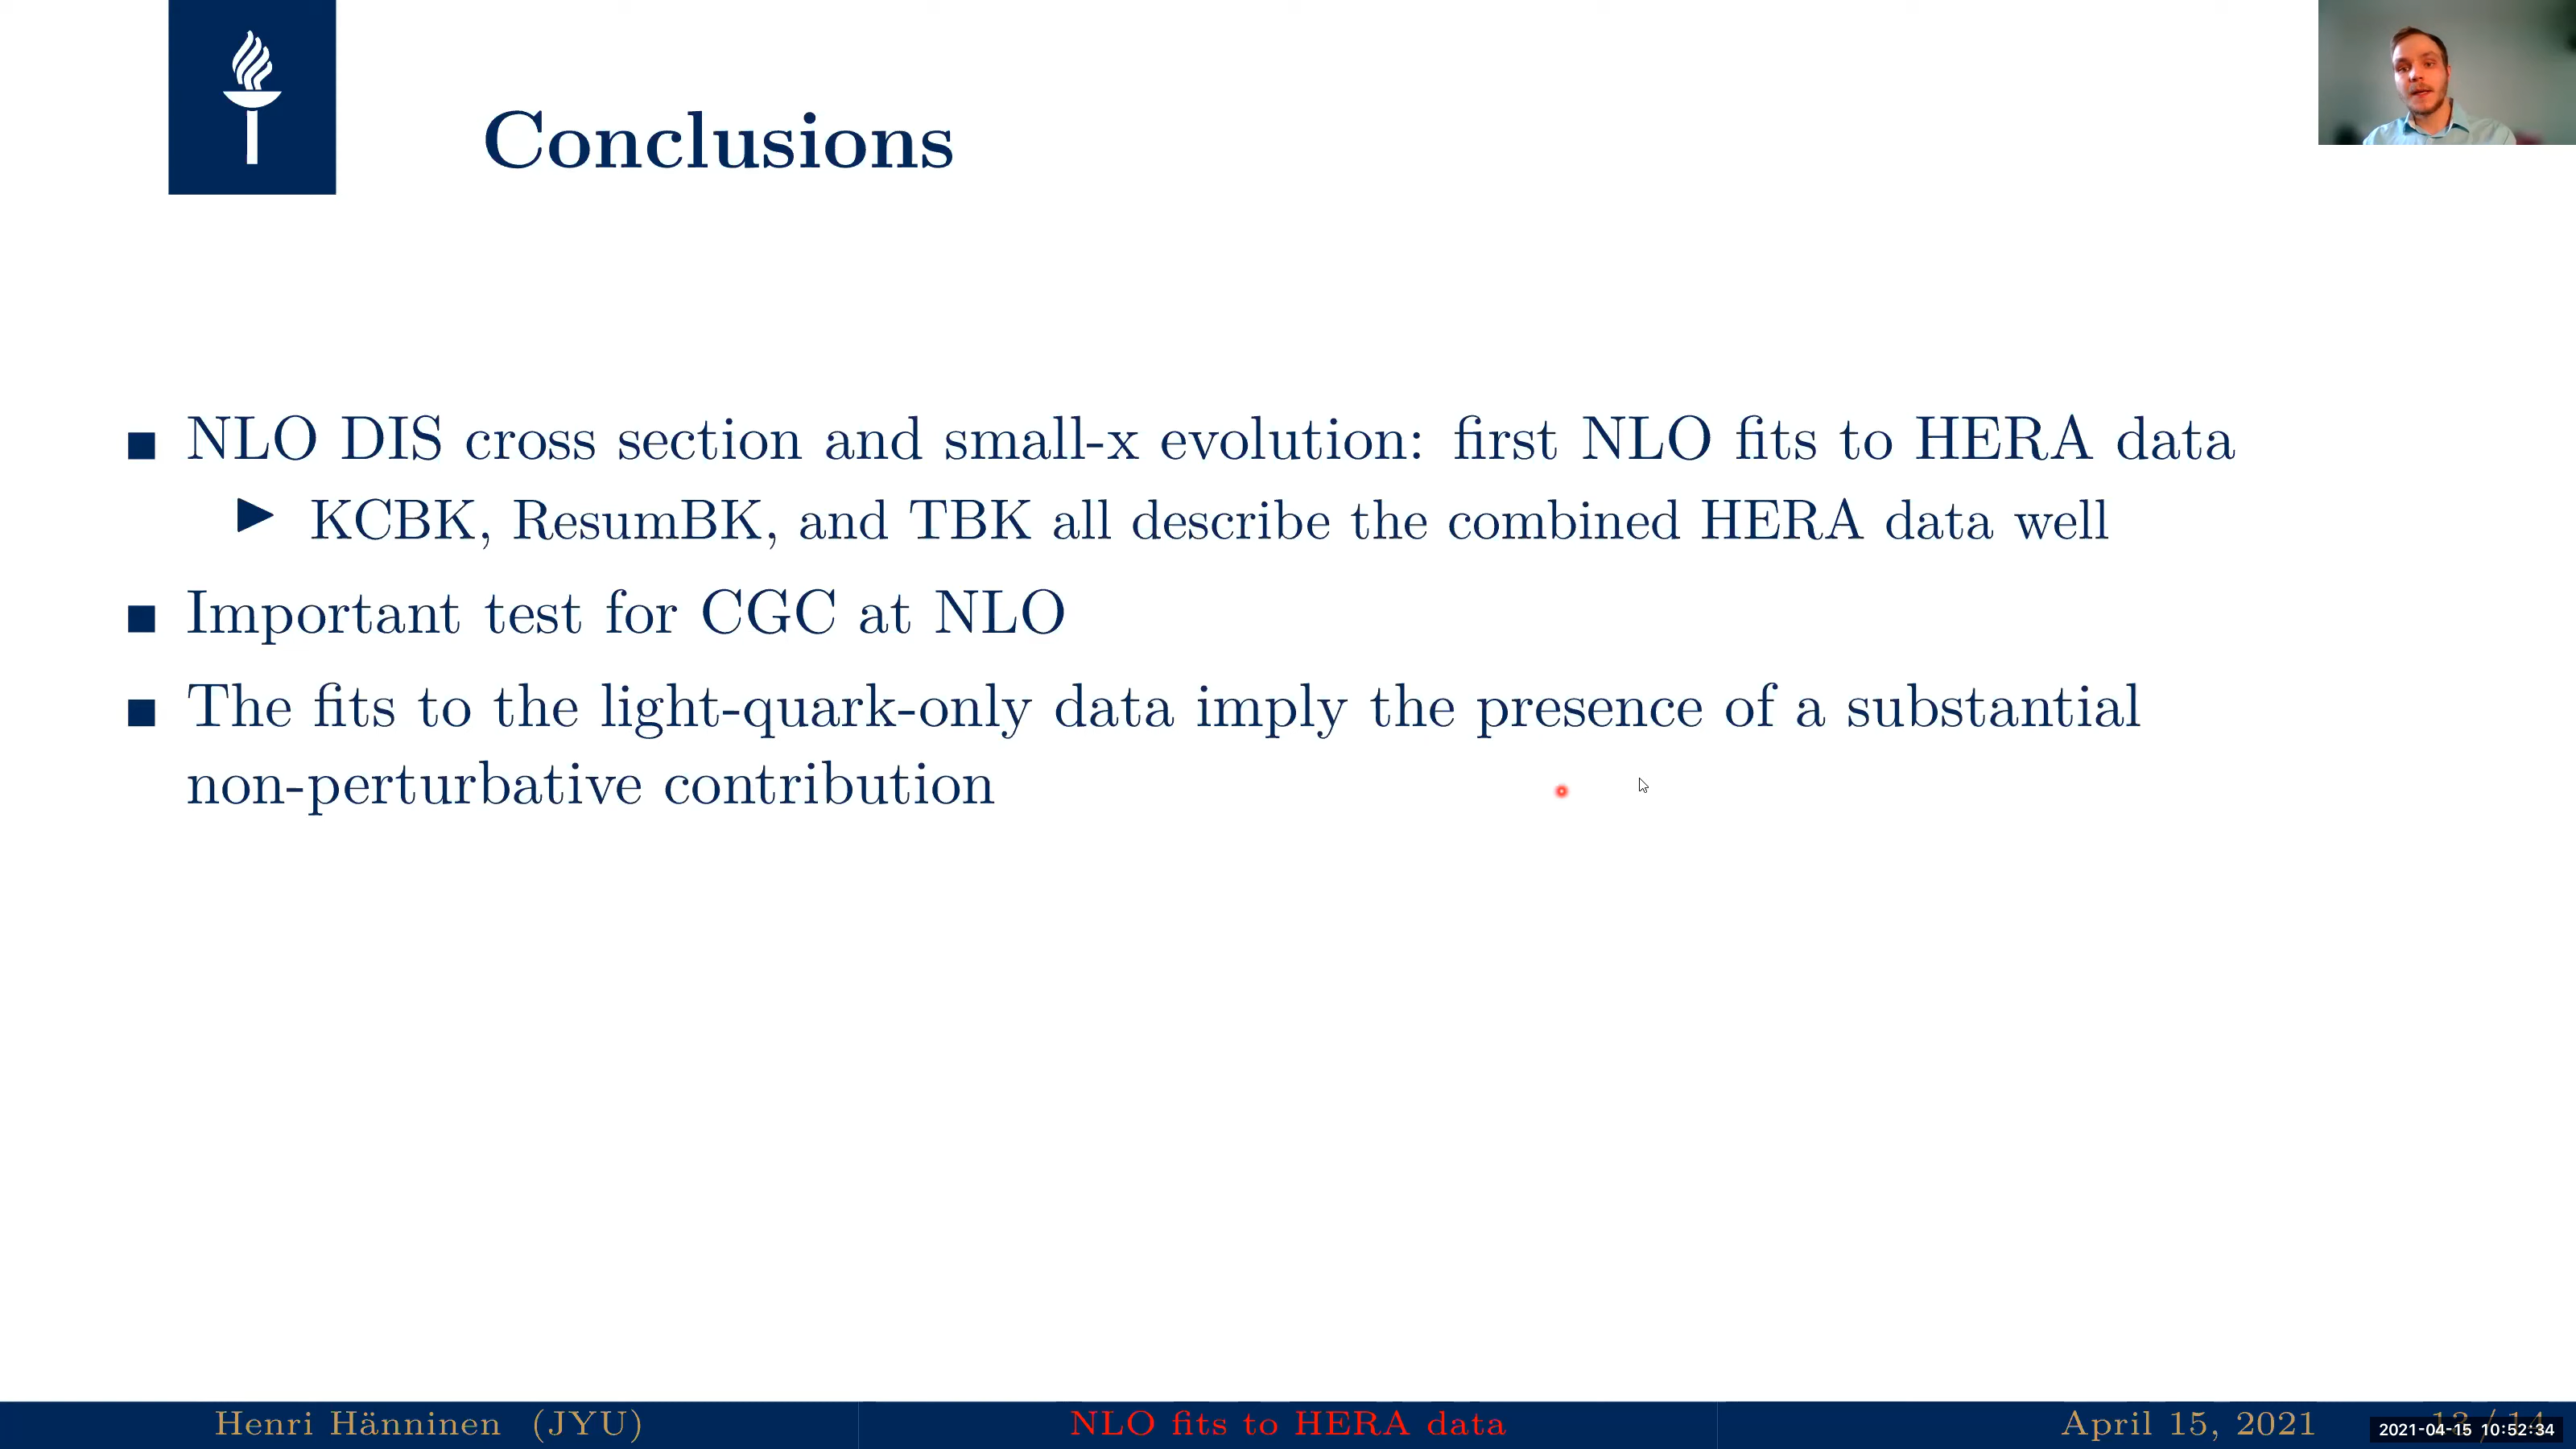 Conclusions
NLO DIS cross section and small-x evolution: first NLO fits to HERA data
KCBK, ResumBK, and TBK all describe the combined HERA data well
Important test for CGC at NLO
The fits to the light-quark-only data imply the presence of a substantial
non-perturbative contribution
Henri Hänninen (JYU)
NLO fits to HERA data
April 15, 2021
2021-04-15 10:52:34